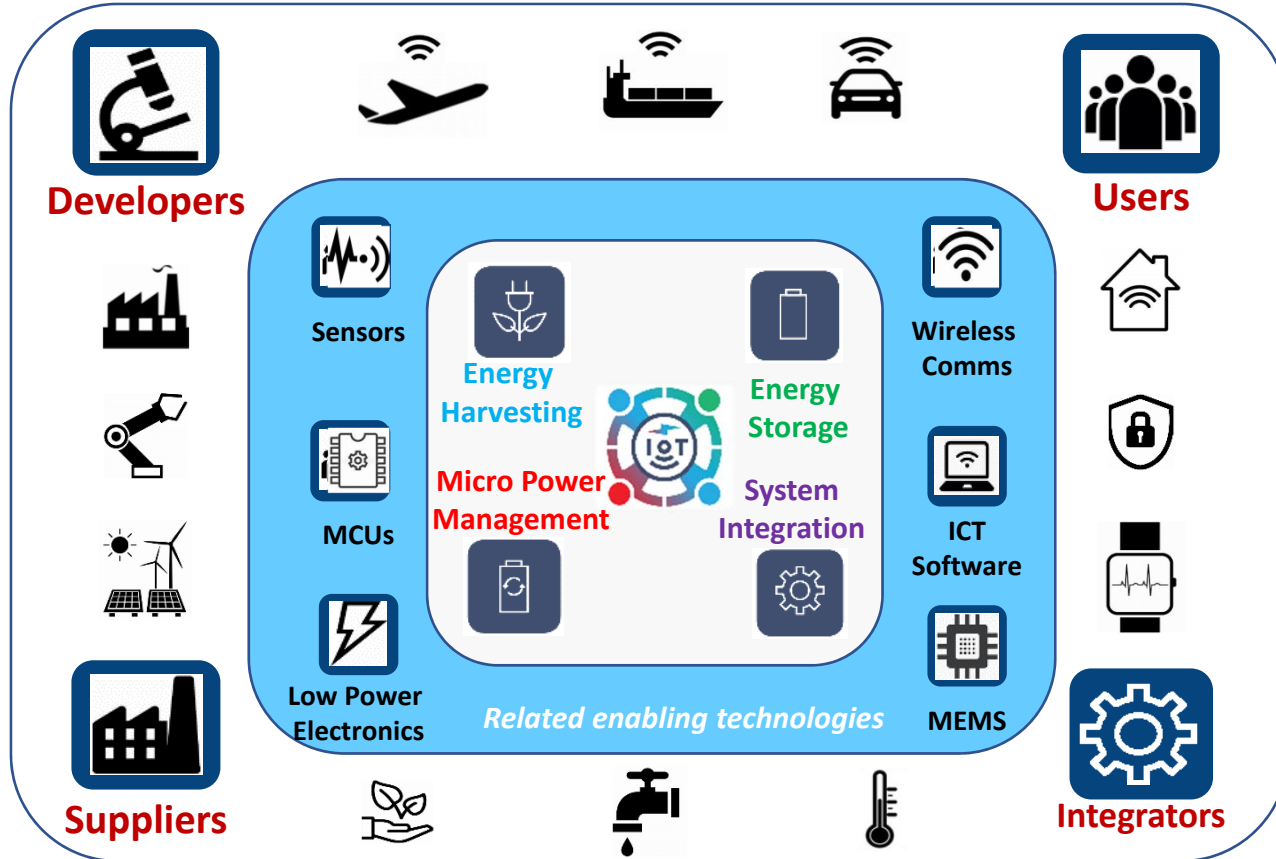 Developers
Users
Sensors
Wireless
Comms
Energy
Harvesting
Energy
Storage
IOT
Micro Power
Management
System
Integration
MCUs
ICT
Software
Low Power
Electronics
Related enabling technologies
MEMS
Suppliers
Integrators